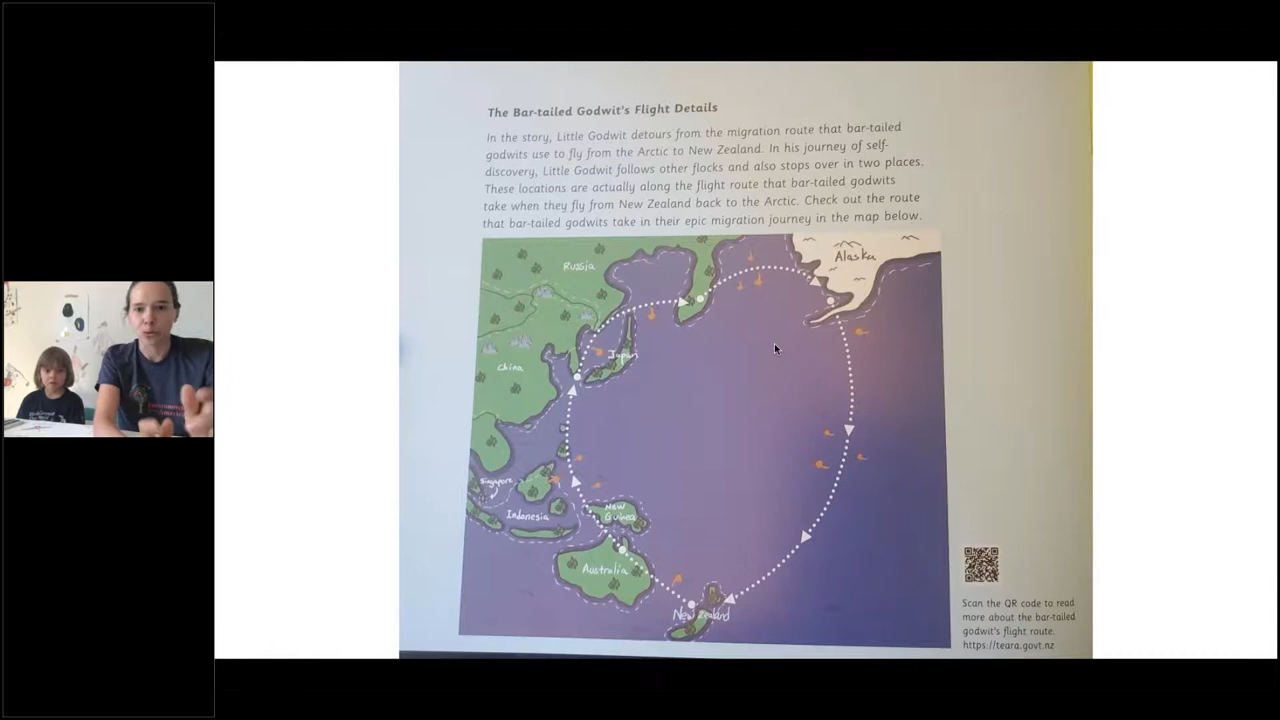 The Bar-tailed Godwit's Flight Details
In the story, Little Godwit detours from the migration route that bar-tailed
godwits use to fly from the Arctic to New Zealand. In his journey of self-
discovery, Little Godwit follows other flocks and also stops over in two places.
These locations are actually along the flight route that bar-tailed godwits
take when they fly from New Zealand back to the Arctic. Check out the route
that bar-tailed godwits take in their epic migration journey in the map below.
Alaska
Russia
Japan
China
Singapore
Indonesia
New
Guinea
Australia
New Zealand
Scan the QR code to read
more about the bar-tailed
godwit's flight route.
https://teara.govt.nz